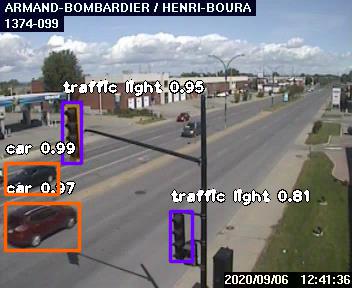 ARMAND-BOMBARDIER / HENRI-BOURA
1374-099
traffic light 0.95
car 0.99
car 0.97
traffic light 0.81
2020/09/06 12:41:36